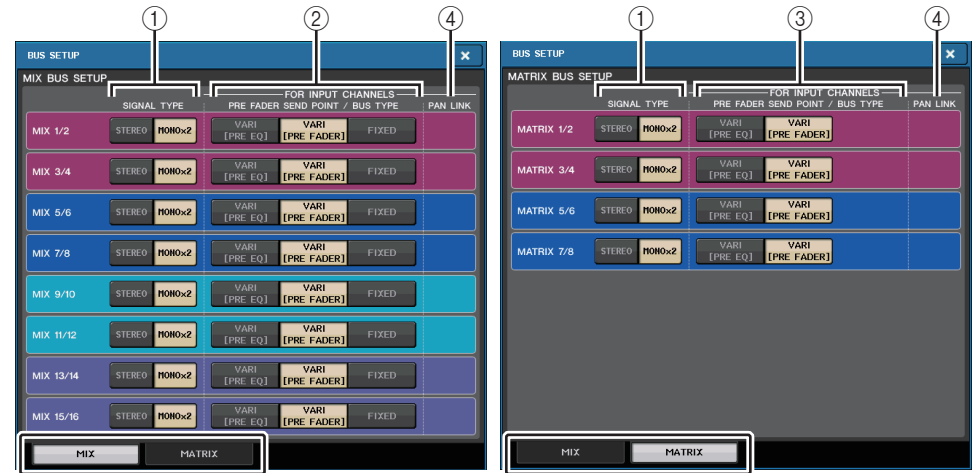 ① ② ④
BUS SETUP ×
MIX BUS SETUP
FOR INPUT CHANNELS
SIGNAL TYPE PRE FADER SEND POINT / BUS TYPE PAN LINK
MIX 1/2 STEREO MONO×2 VARI [PRE EQ] VARI [PRE FADER] FIXED
MIX 3/4 STEREO MONO×2 VARI [PRE EQ] VARI [PRE FADER] FIXED
MIX 5/6 STEREO MONO×2 VARI [PRE EQ] VARI [PRE FADER] FIXED
MIX 7/8 STEREO MONO×2 VARI [PRE EQ] VARI [PRE FADER] FIXED
MIX 9/10 STEREO MONO×2 VARI [PRE EQ] VARI [PRE FADER] FIXED
MIX 11/12 STEREO MONO×2 VARI [PRE EQ] VARI [PRE FADER] FIXED
MIX 13/14 STEREO MONO×2 VARI [PRE EQ] VARI [PRE FADER] FIXED
MIX 15/16 STEREO MONO×2 VARI [PRE EQ] VARI [PRE FADER] FIXED
MIX MATRIX
① ③ ④
BUS SETUP ×
MATRIX BUS SETUP
FOR INPUT CHANNELS
SIGNAL TYPE PRE FADER SEND POINT / BUS TYPE PAN LINK
MATRIX 1/2 STEREO MONO×2 VARI [PRE EQ] VARI [PRE FADER]
MATRIX 3/4 STEREO MONO×2 VARI [PRE EQ] VARI [PRE FADER]
MATRIX 5/6 STEREO MONO×2 VARI [PRE EQ] VARI [PRE FADER]
MATRIX 7/8 STEREO MONO×2 VARI [PRE EQ] VARI [PRE FADER]
MIX MATRIX